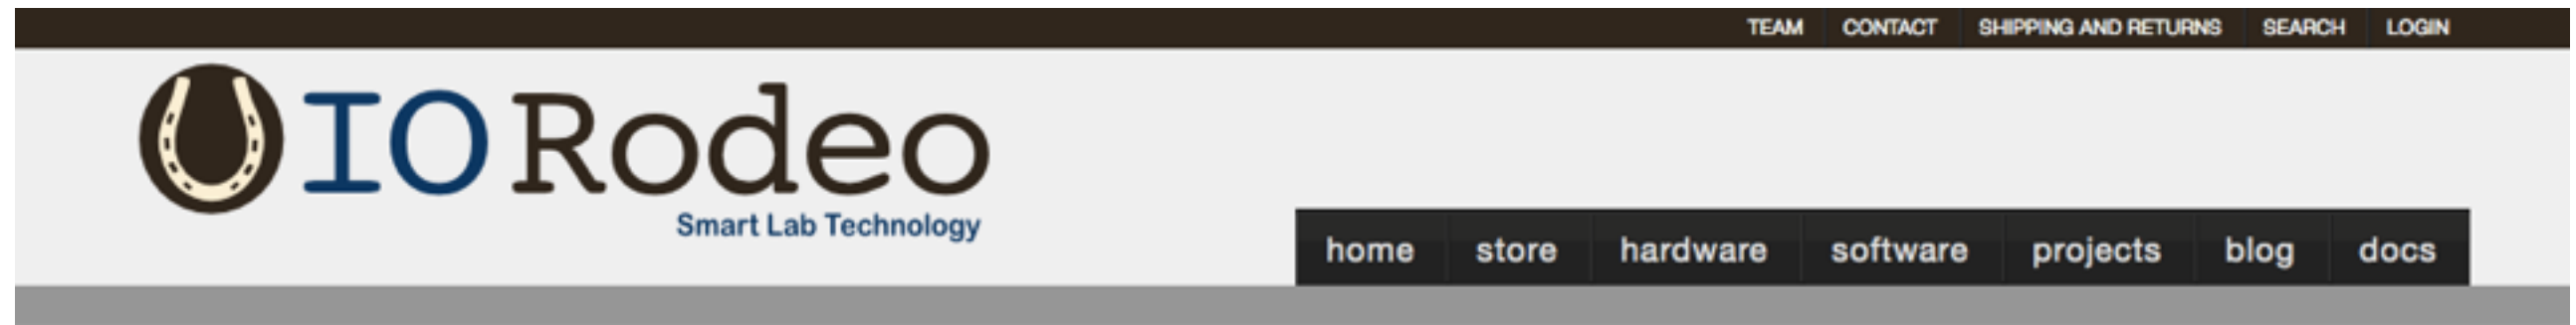 TEAM CONTACT SHIPPING AND RETURNS SEARCH LOGIN
IO Rodeo
Smart Lab Technology
home store hardware software projects blog docs